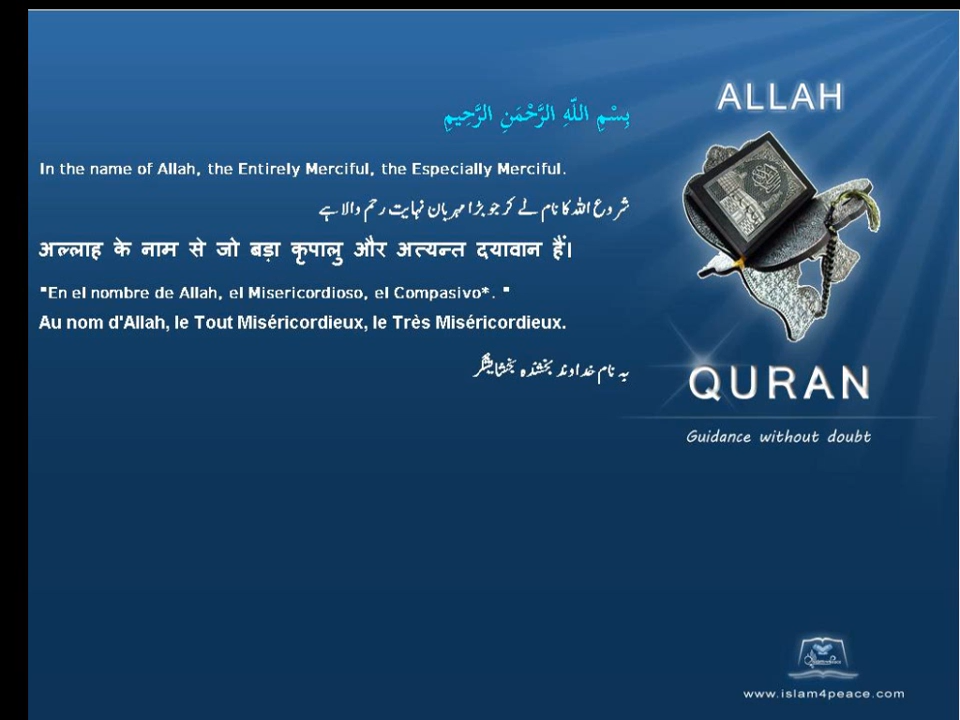 بِسْمِ اللَّهِ الرَّحْمَنِ الرَّحِيمِ
In the name of Allah, the Entirely Merciful, the Especially Merciful.
شروع اللہ کا نام لے کر جو بڑا مہربان نہایت رحم والا ہے
अल्लाह के नाम से जो बड़ा कृपालु और अत्यन्त दयावान हैं।
"En el nombre de Allah, el Misericordioso, el Compasivo*. "
Au nom d'Allah, le Tout Miséricordieux, le Très Miséricordieux.
به نام خداوند بخشنده بخشایشگر
ALLAH
QURAN
Guidance without doubt
www.islam4peace.com